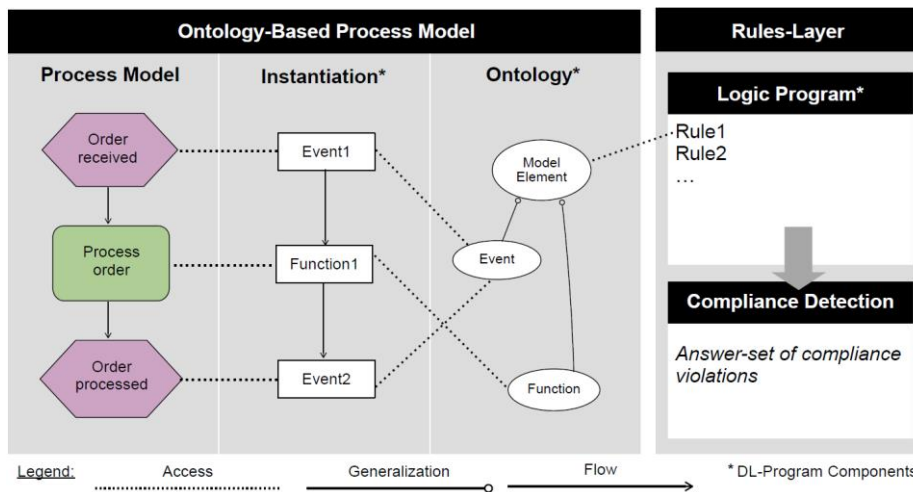 Ontology-Based Process Model
Process Model
Instantiation*
Ontology*
Order
received
Process
order
Order
processed
Event1
Function1
Event2
Model
Element
Event
Function
Rules-Layer
Logic Program*
Rule1
Rule2
...
Compliance Detection
Answer-set of compliance
violations
Legend:
Access
Generalization
Flow
* DL-Program Components